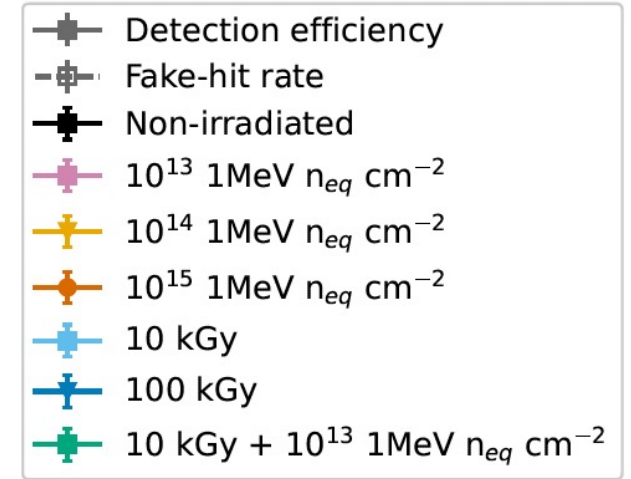 Detection efficiency
Fake-hit rate
Non-irradiated
10¹³ 1MeV n_eq cm⁻²
10¹⁴ 1MeV n_eq cm⁻²
10¹⁵ 1MeV n_eq cm⁻²
10 kGy
100 kGy
10 kGy + 10¹³ 1MeV n_eq cm⁻²